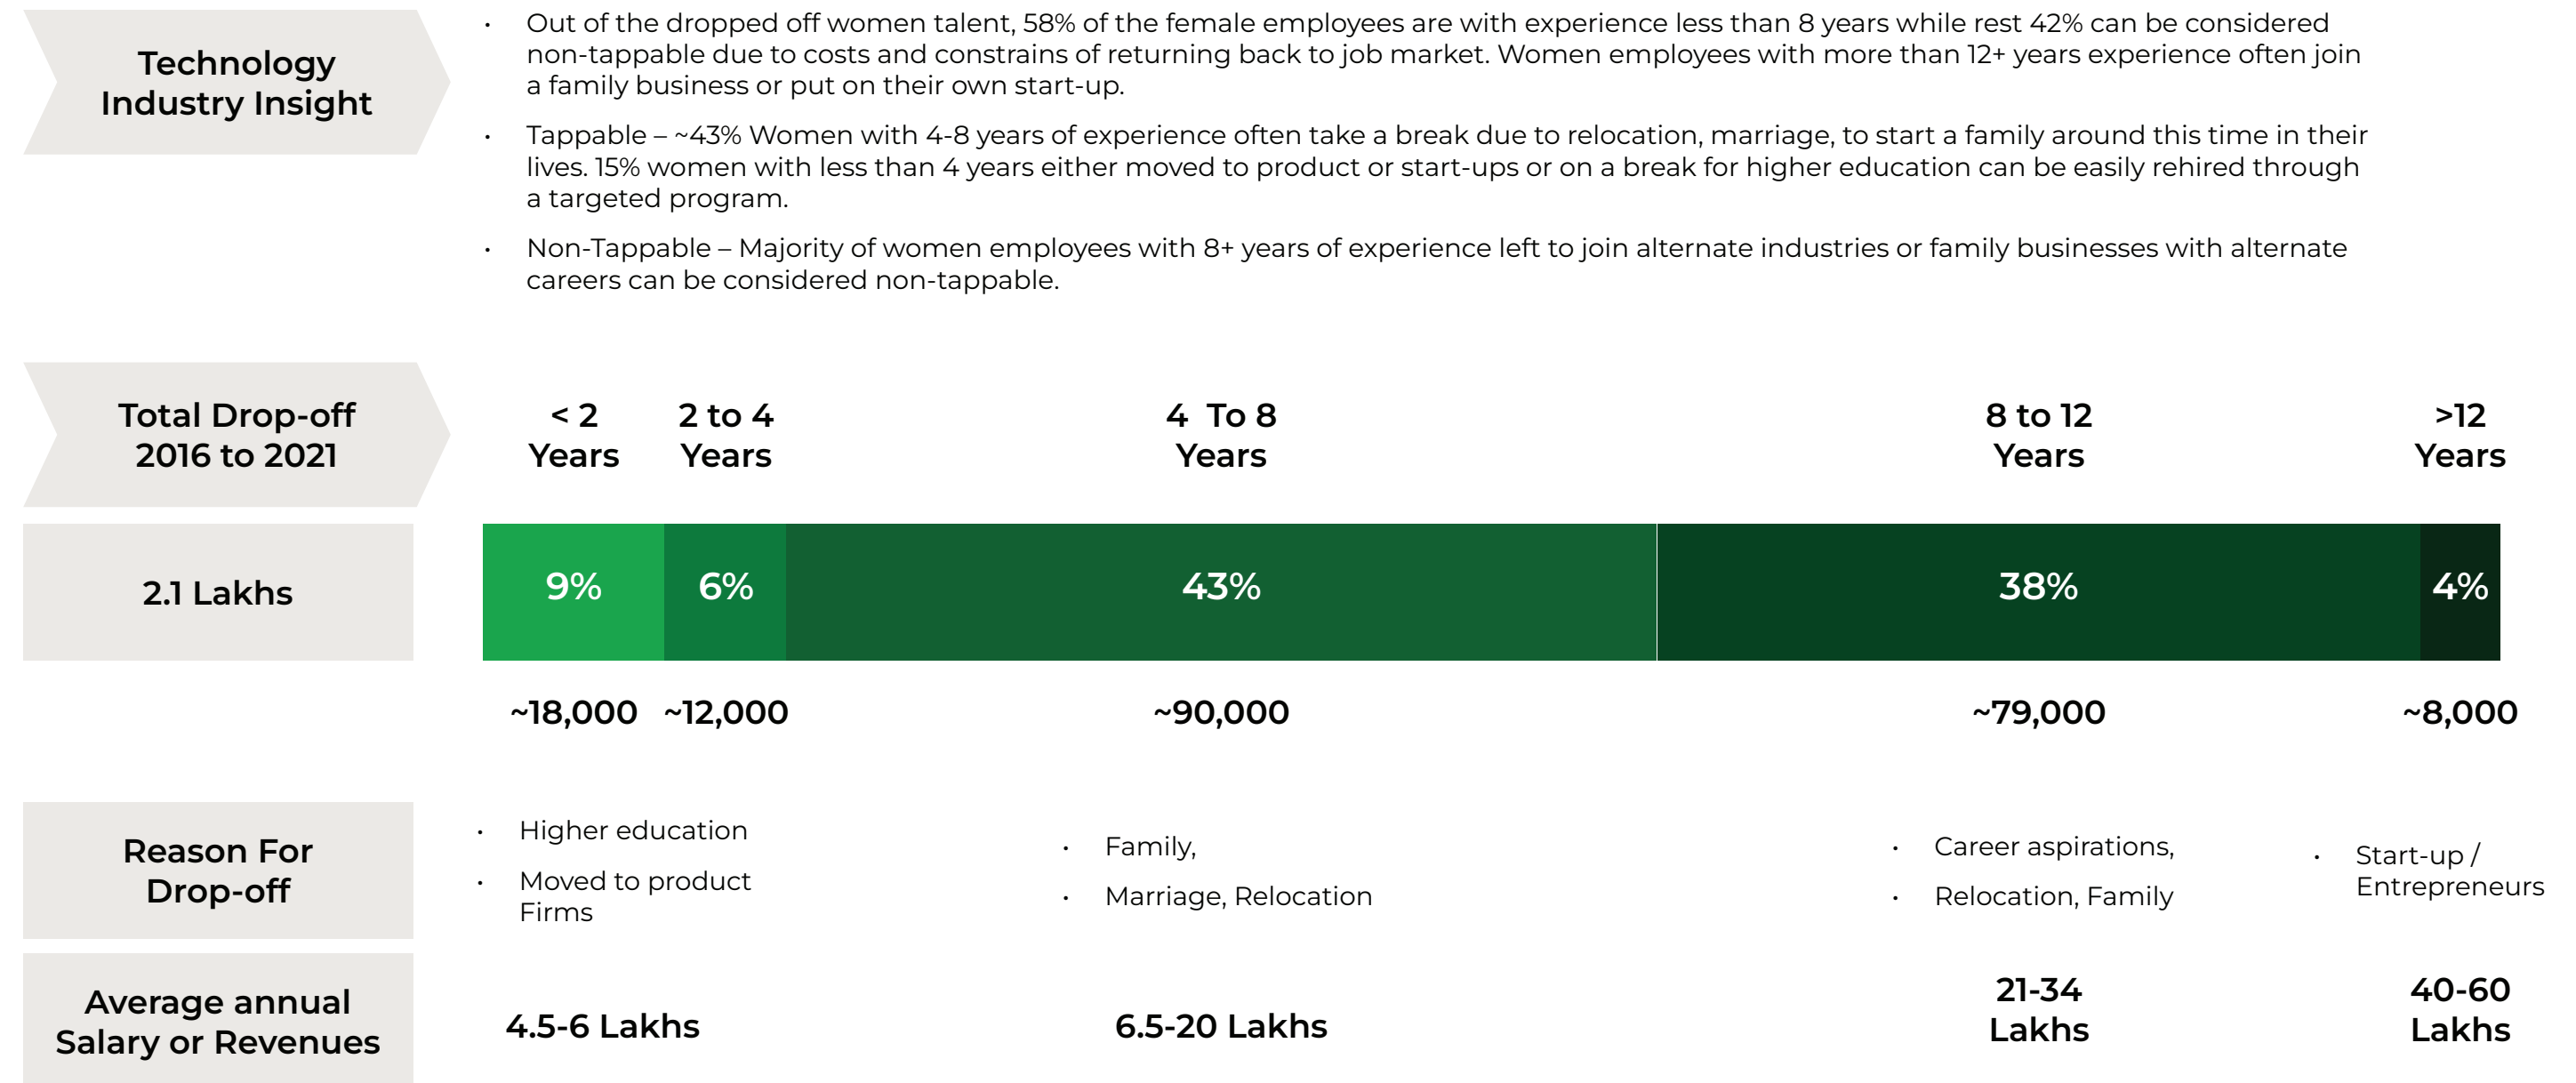 Technology
Industry Insight
• Out of the dropped off women talent, 58% of the female employees are with experience less than 8 years while rest 42% can be considered
non-tappable due to costs and constrains of returning back to job market. Women employees with more than 12+ years experience often join
a family business or put on their own start-up.
• Tappable – ~43% Women with 4-8 years of experience often take a break due to relocation, marriage, to start a family around this time in their
lives. 15% women with less than 4 years either moved to product or start-ups or on a break for higher education can be easily rehired through
a targeted program.
• Non-Tappable – Majority of women employees with 8+ years of experience left to join alternate industries or family businesses with alternate
careers can be considered non-tappable.
Total Drop-off
2016 to 2021
< 2
Years
2 to 4
Years
4 To 8
Years
8 to 12
Years
>12
Years
2.1 Lakhs
9%
6%
43%
38%
4%
~18,000
~12,000
~90,000
~79,000
~8,000
Reason For
Drop-off
• Higher education
• Moved to product
Firms
• Family,
• Marriage, Relocation
• Career aspirations,
• Relocation, Family
• Start-up /
Entrepreneurs
Average annual
Salary or Revenues
4.5-6 Lakhs
6.5-20 Lakhs
21-34
Lakhs
40-60
Lakhs